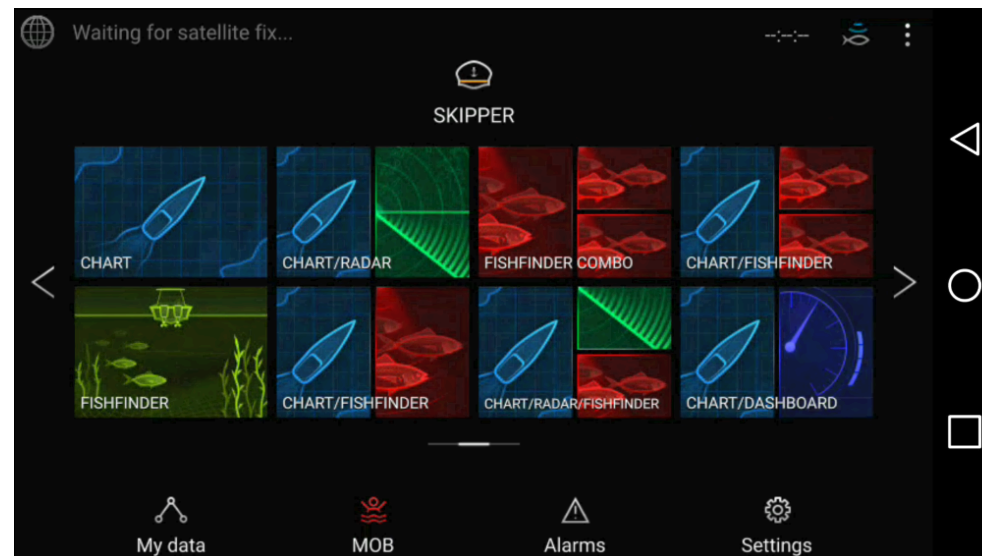 Waiting for satellite fix...
--:--:--
SKIPPER
CHART
CHART/RADAR
FISHFINDER COMBO
CHART/FISHFINDER
FISHFINDER
CHART/FISHFINDER
CHART/RADAR/FISHFINDER
CHART/DASHBOARD
My data
MOB
Alarms
Settings